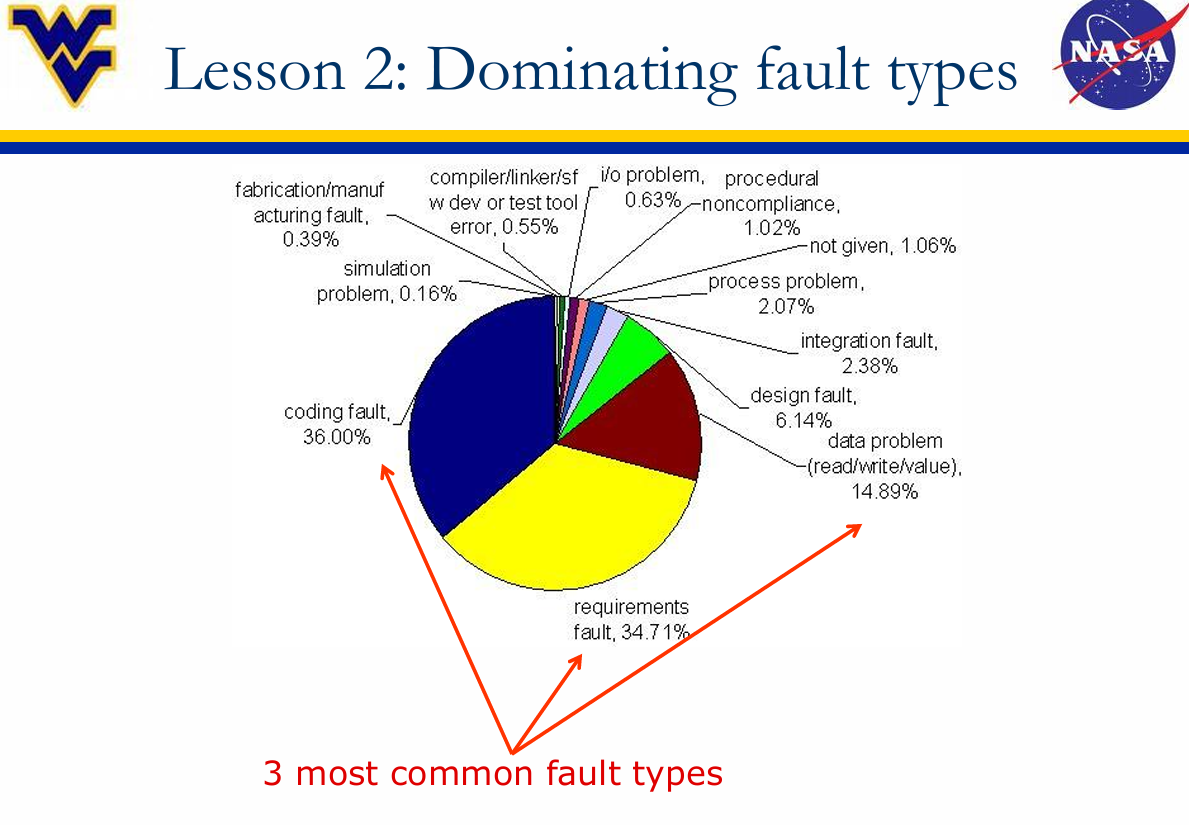 WV
NASA
Lesson 2: Dominating fault types
fabrication/manuf
acturing fault,
0.39%
compiler/linker/sf
w dev or test tool
error, 0.55%
i/o problem,
0.63%
procedural
noncompliance,
1.02%
not given, 1.06%
simulation
problem, 0.16%
process problem,
2.07%
integration fault,
2.38%
design fault,
6.14%
coding fault,
36.00%
data problem
(read/write/value),
14.89%
requirements
fault, 34.71%
3 most common fault types